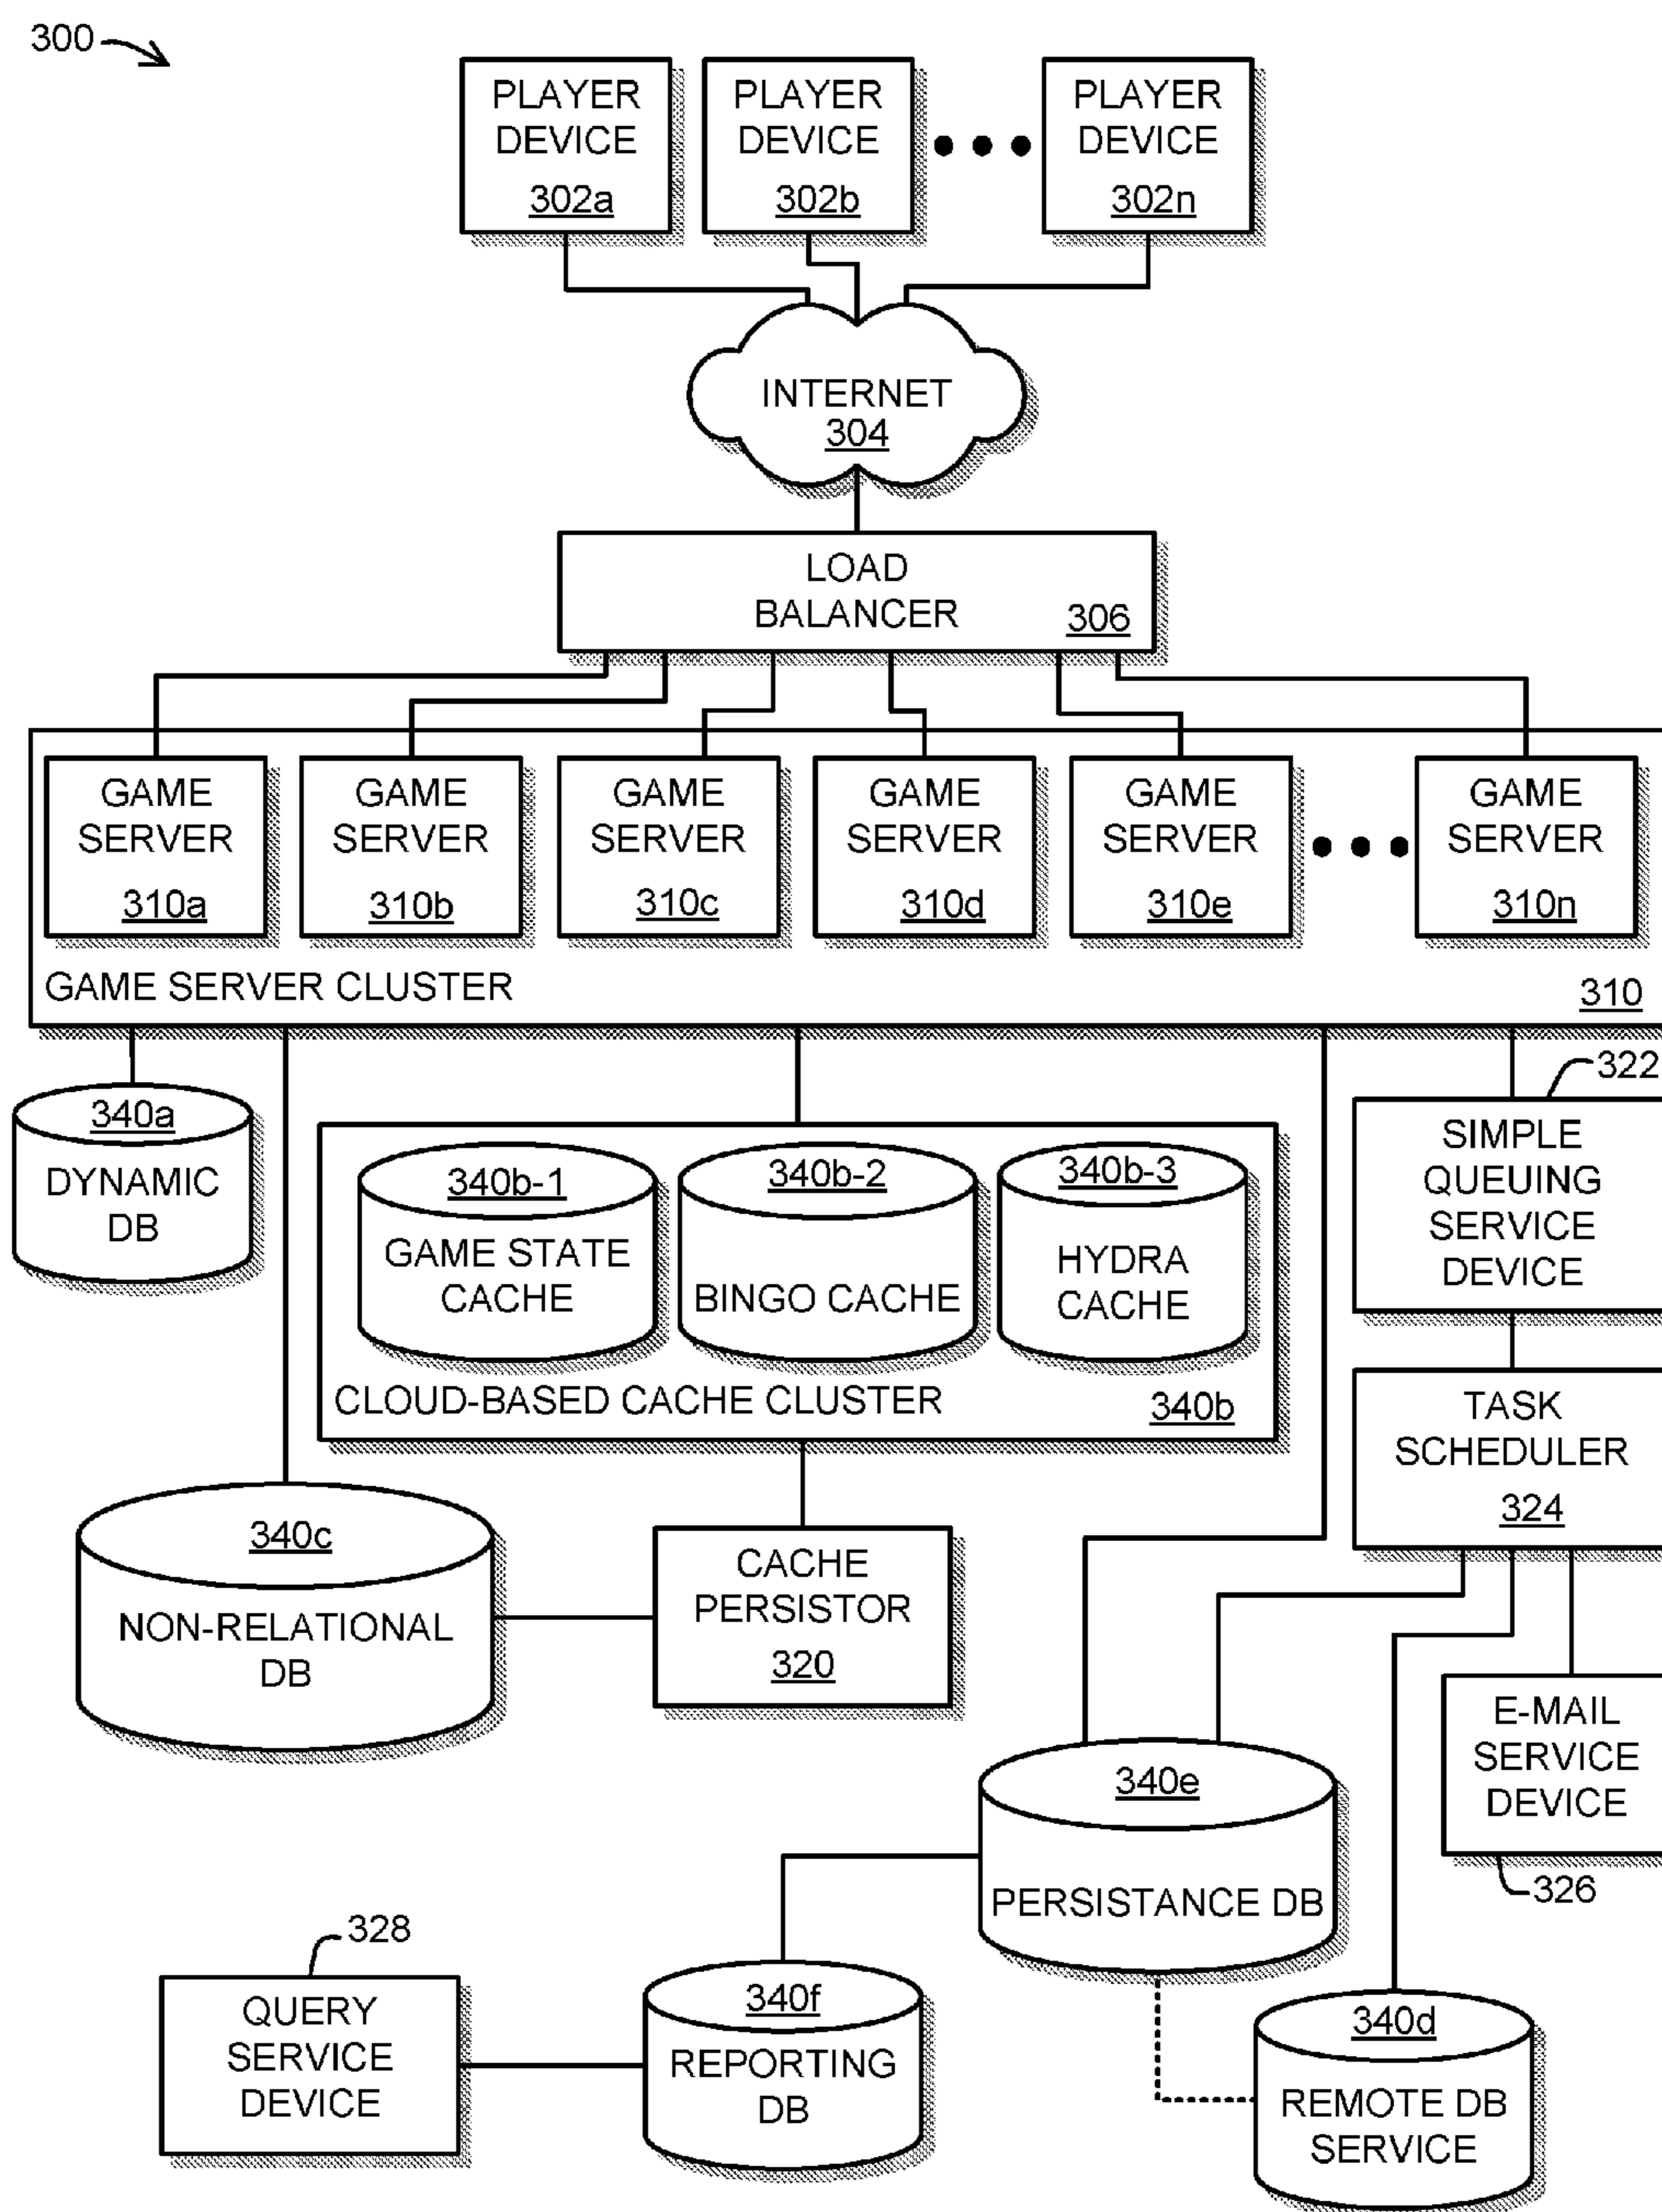 300
PLAYER
DEVICE
302a
PLAYER
DEVICE
302b
PLAYER
DEVICE
302n
INTERNET
304
LOAD
BALANCER
306
GAME
SERVER
310a
GAME
SERVER
310b
GAME
SERVER
310c
GAME
SERVER
310d
GAME
SERVER
310e
GAME
SERVER
310n
GAME SERVER CLUSTER
310
340a
DYNAMIC
DB
340b-1
GAME STATE
CACHE
340b-2
BINGO CACHE
340b-3
HYDRA
CACHE
CLOUD-BASED CACHE CLUSTER
340b
322
SIMPLE
QUEUING
SERVICE
DEVICE
TASK
SCHEDULER
324
340c
NON-RELATIONAL
DB
CACHE
PERSISTOR
320
E-MAIL
SERVICE
DEVICE
326
340e
PERSISTANCE DB
328
QUERY
SERVICE
DEVICE
340f
REPORTING
DB
340d
REMOTE DB
SERVICE